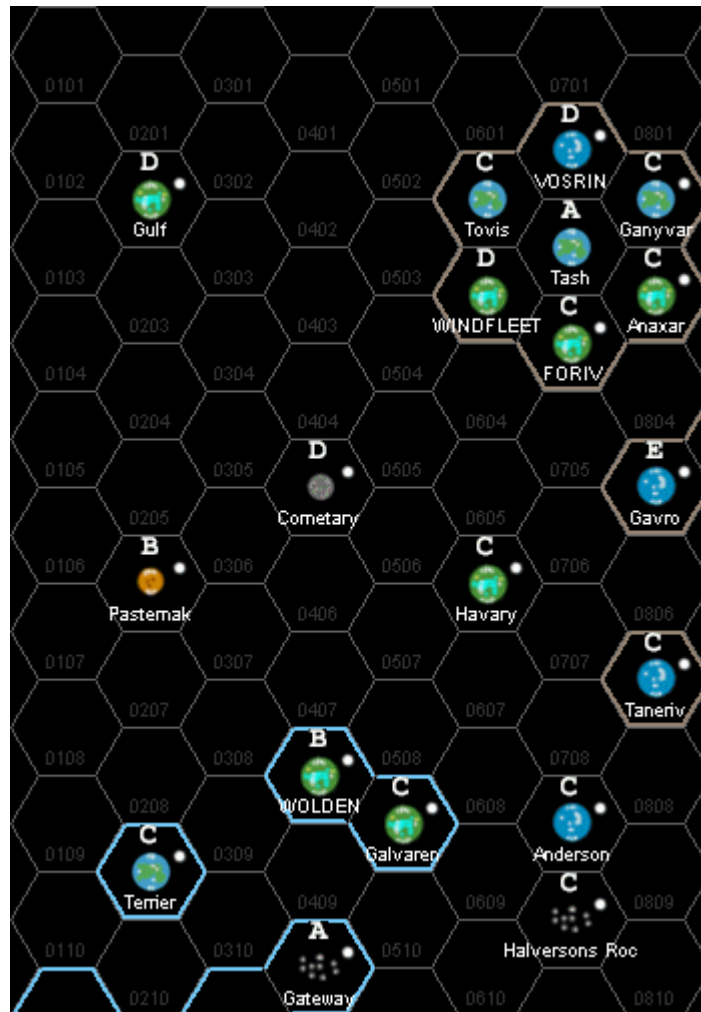 0101 0301 0501 0701
D
0201 0401 0601 0801
D C C
0102 0302 0502 VOSRIN
A
Gulf 0402 Tovis Ganyvar
D C
0103 0303 0503 Tash
C
0203 0403 WINDFLEET Anaxar
0104 0304 0504 FORIV
0204 0404 0604 0804
D E
0105 0305 0505 0705
0205 Cometary 0605 Gavro
B C
0106 0306 0506 0706
Pasternak 0406 Havary 0806
C
0107 0307 0507 0707
0207 0407 0607 Taneriv
B
0108 0308 0508 0708
C C
0208 WOLDEN 0608 0808
C
0109 0309 Galvaren Anderson
C
Terrier 0409 0609 0809
A
0110 0310 0510 Halversons Roc
0210 Gateway 0610 0810